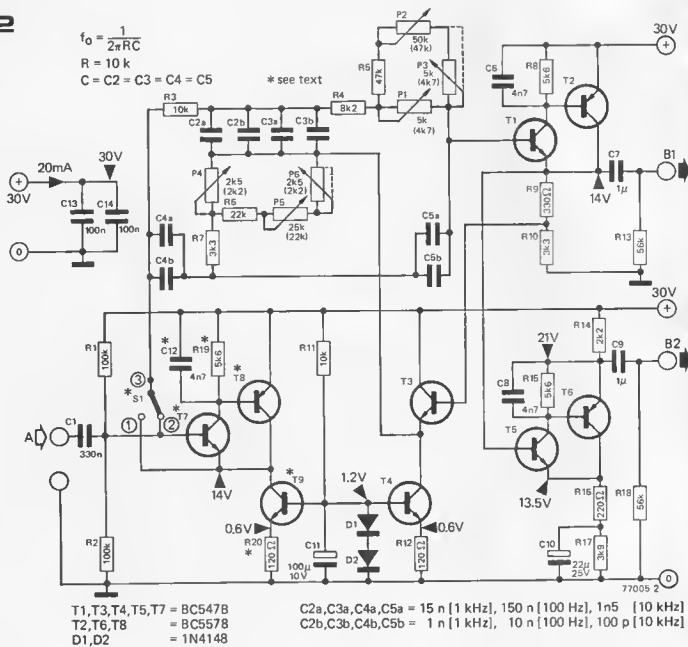 2
f₀ = 1/2πRC
R = 10 k
C = C2 = C3 = C4 = C5
* see text
P2
50k
(47k)
R5
47k
P3
5k
(4k7)
P1
5k
(4k7)
R3
10k
C2a
C2b
C3a
C3b
R4
8k2
C6
4n7
R8
5k6
T2
30V
T1
C7
1µ
B1
14V
R9
330Ω
R10
3k3
R13
56k
20mA
30V
30V
C13
100n
C14
100n
P4
2k5
(2k2)
P6
2k5
(2k2)
R6
22k
P5
25k
(22k)
C4a
C4b
R7
3k3
C5a
C5b
30V
R1
100k
* C12
4n7
R19 *
5k6
* T8
R11
10k
T3
R14
2k2
21V
C9
1µ
B2
R15
5k6
C8
4n7
T6
T5
13.5V
3
* S1
1
2
* T7
A
C1
330n
14V
T9 *
1.2V
T4
0.6V
0.6V
R20
*
120Ω
C11
100µ
10V
D1
D2
R12
120Ω
R2
100k
R16
220Ω
R18
56k
C10
22µ
25V
R17
3k9
77005 2
T1,T3,T4,T5,T7 = BC547B
T2,T6,T8 = BC557B
D1,D2 = 1N4148
C2a,C3a,C4a,C5a = 15 n [1 kHz], 150 n [100 Hz], 1n5 [10 kHz]
C2b,C3b,C4b,C5b = 1 n [1 kHz], 10 n [100 Hz], 100 p [10 kHz]